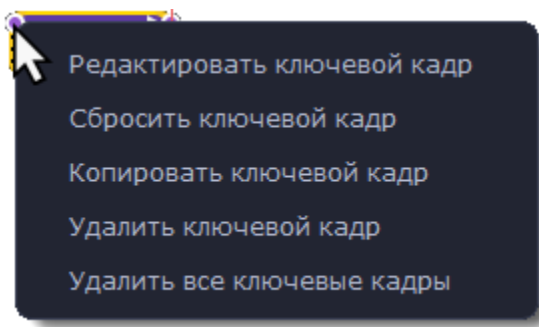 Редактировать ключевой кадр
Сбросить ключевой кадр
Копировать ключевой кадр
Удалить ключевой кадр
Удалить все ключевые кадры